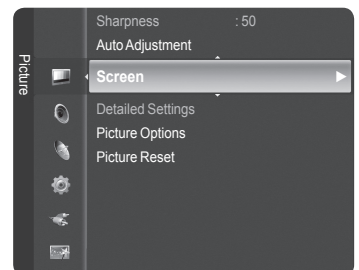 Picture
Sharpness : 50
Auto Adjustment
Screen
Detailed Settings
Picture Options
Picture Reset